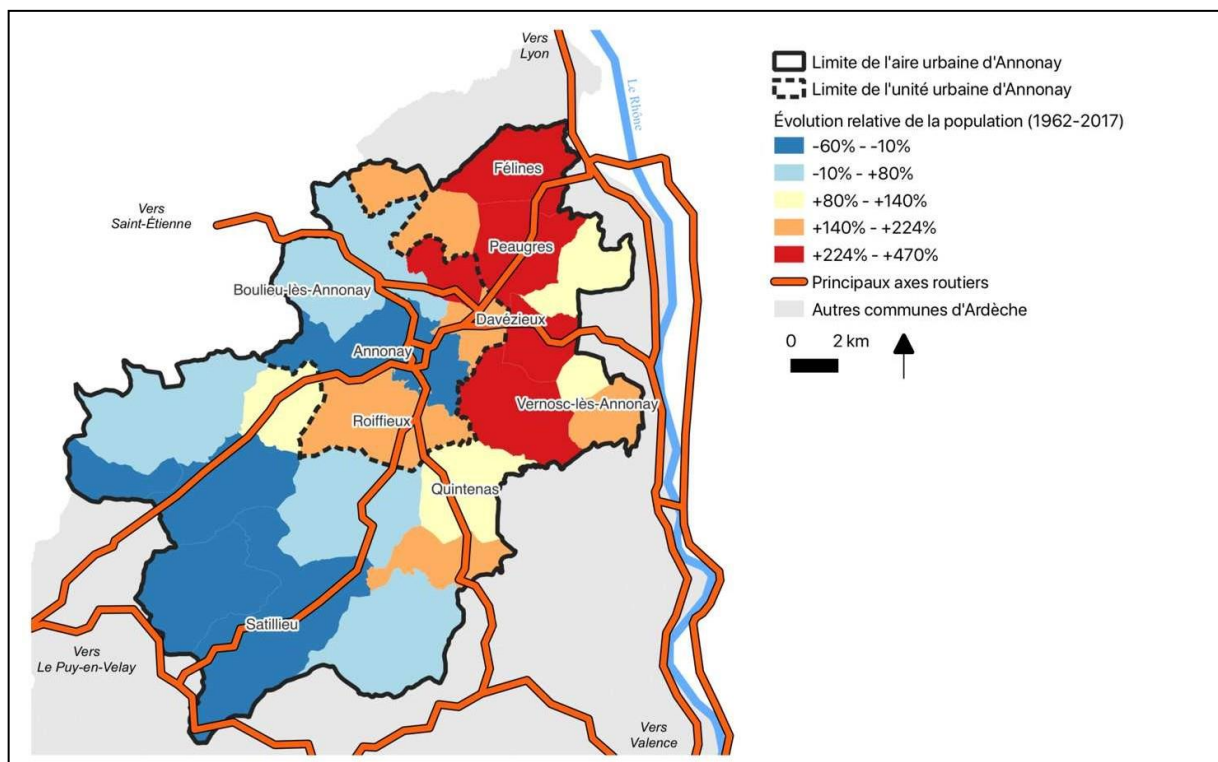 Vers
Lyon
Le Rhône
Félines
Vers
Saint-Étienne
Peaugres
Boulieu-lès-Annonay
Davézieux
Annonay
Vernosc-lès-Annonay
Roiffieux
Quintenas
Satillieu
Vers
Le Puy-en-Velay
Vers
Valence
Limite de l'aire urbaine d'Annonay
Limite de l'unité urbaine d'Annonay
Évolution relative de la population (1962-2017)
-60% - -10%
-10% - +80%
+80% - +140%
+140% - +224%
+224% - +470%
Principaux axes routiers
Autres communes d'Ardèche
0 2 km